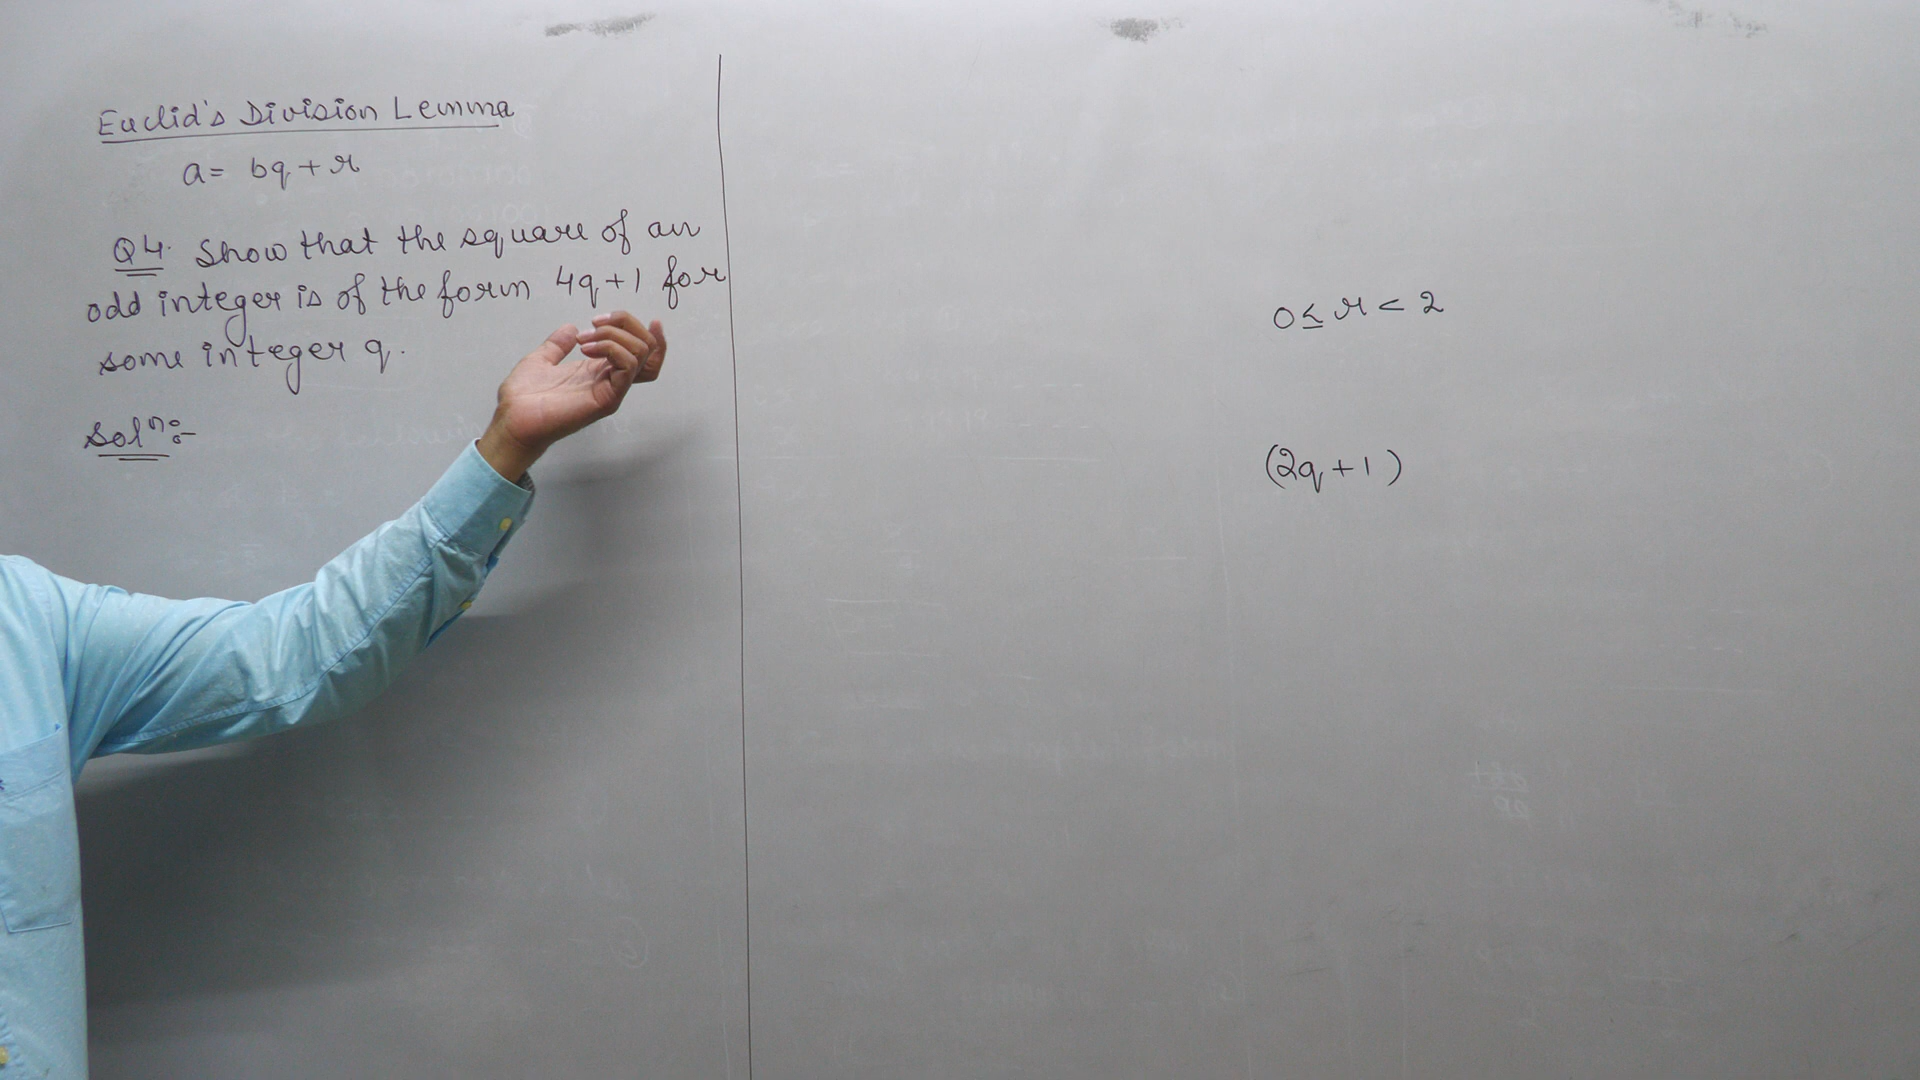 Euclid's Division Lemma
a = bq + r
Q4. Show that the square of an
odd integer is of the form 4q+1 for
some integer q.
Solⁿ:-
0 ≤ r < 2
(2q + 1)